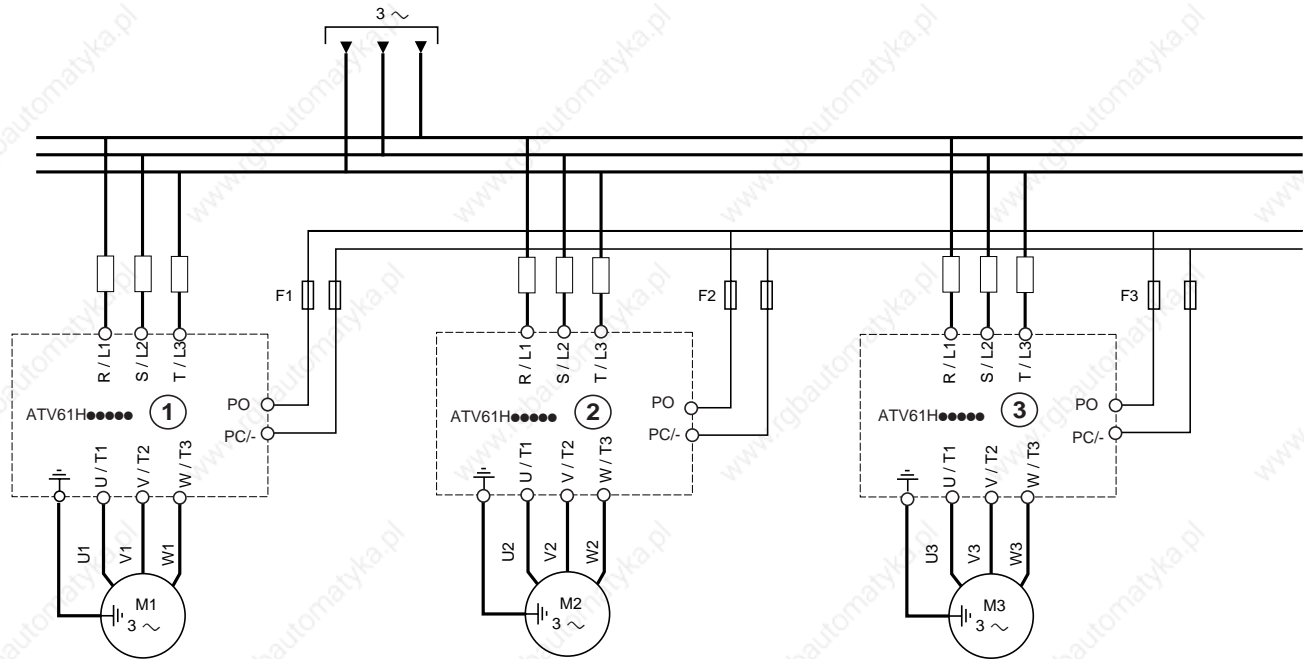 3 ~
F1
F2
F3
R / L1
S / L2
T / L3
R / L1
S / L2
T / L3
R / L1
S / L2
T / L3
ATV61H●●●●●
1
PO
PC/-
ATV61H●●●●●
2
PO
PC/-
ATV61H●●●●●
3
PO
PC/-
U / T1
V / T2
W / T3
U / T1
V / T2
W / T3
U / T1
V / T2
W / T3
U1
V1
W1
U2
V2
W2
U3
V3
W3
M1
3 ~
M2
3 ~
M3
3 ~
www.rgbautomatyka.pl